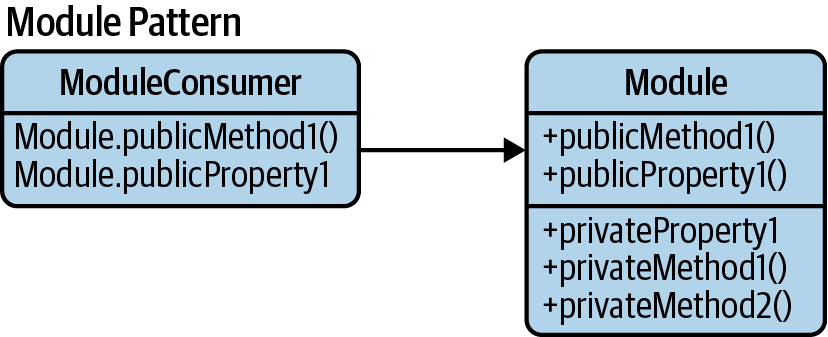 Module Pattern
ModuleConsumer
Module.publicMethod1()
Module.publicProperty1
Module
+publicMethod1()
+publicProperty1()
+privateProperty1
+privateMethod1()
+privateMethod2()